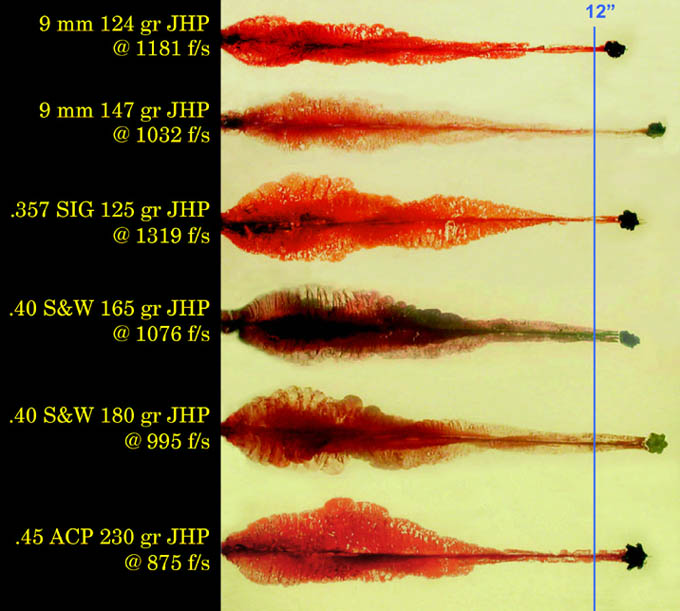 12”
9 mm 124 gr JHP
@ 1181 f/s
9 mm 147 gr JHP
@ 1032 f/s
.357 SIG 125 gr JHP
@ 1319 f/s
.40 S&W 165 gr JHP
@ 1076 f/s
.40 S&W 180 gr JHP
@ 995 f/s
.45 ACP 230 gr JHP
@ 875 f/s